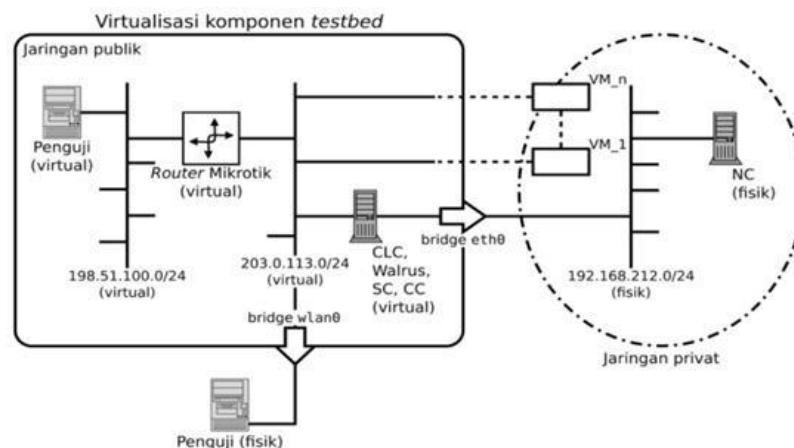 Virtualisasi komponen testbed
Jaringan publik
Penguji
(virtual)
Router Mikrotik
(virtual)
198.51.100.0/24
(virtual)
203.0.113.0/24
(virtual)
CLC,
Walrus,
SC, CC
(virtual)
bridge eth0
bridge wlan0
VM_n
VM_1
NC
(fisik)
192.168.212.0/24
(fisik)
Jaringan privat
Penguji (fisik)